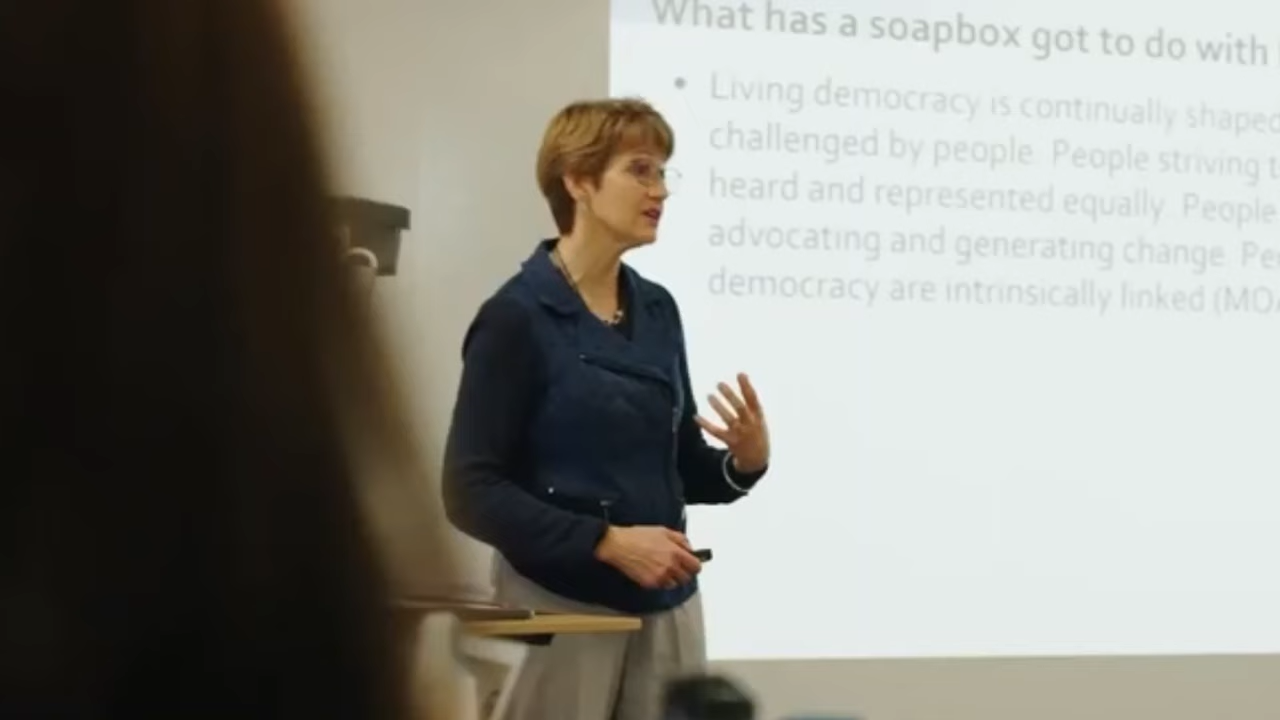 What has a soapbox got to do with
• Living democracy is continually shaped
challenged by people. People striving t
heard and represented equally. People
advocating and generating change. Pe
democracy are intrinsically linked (MO